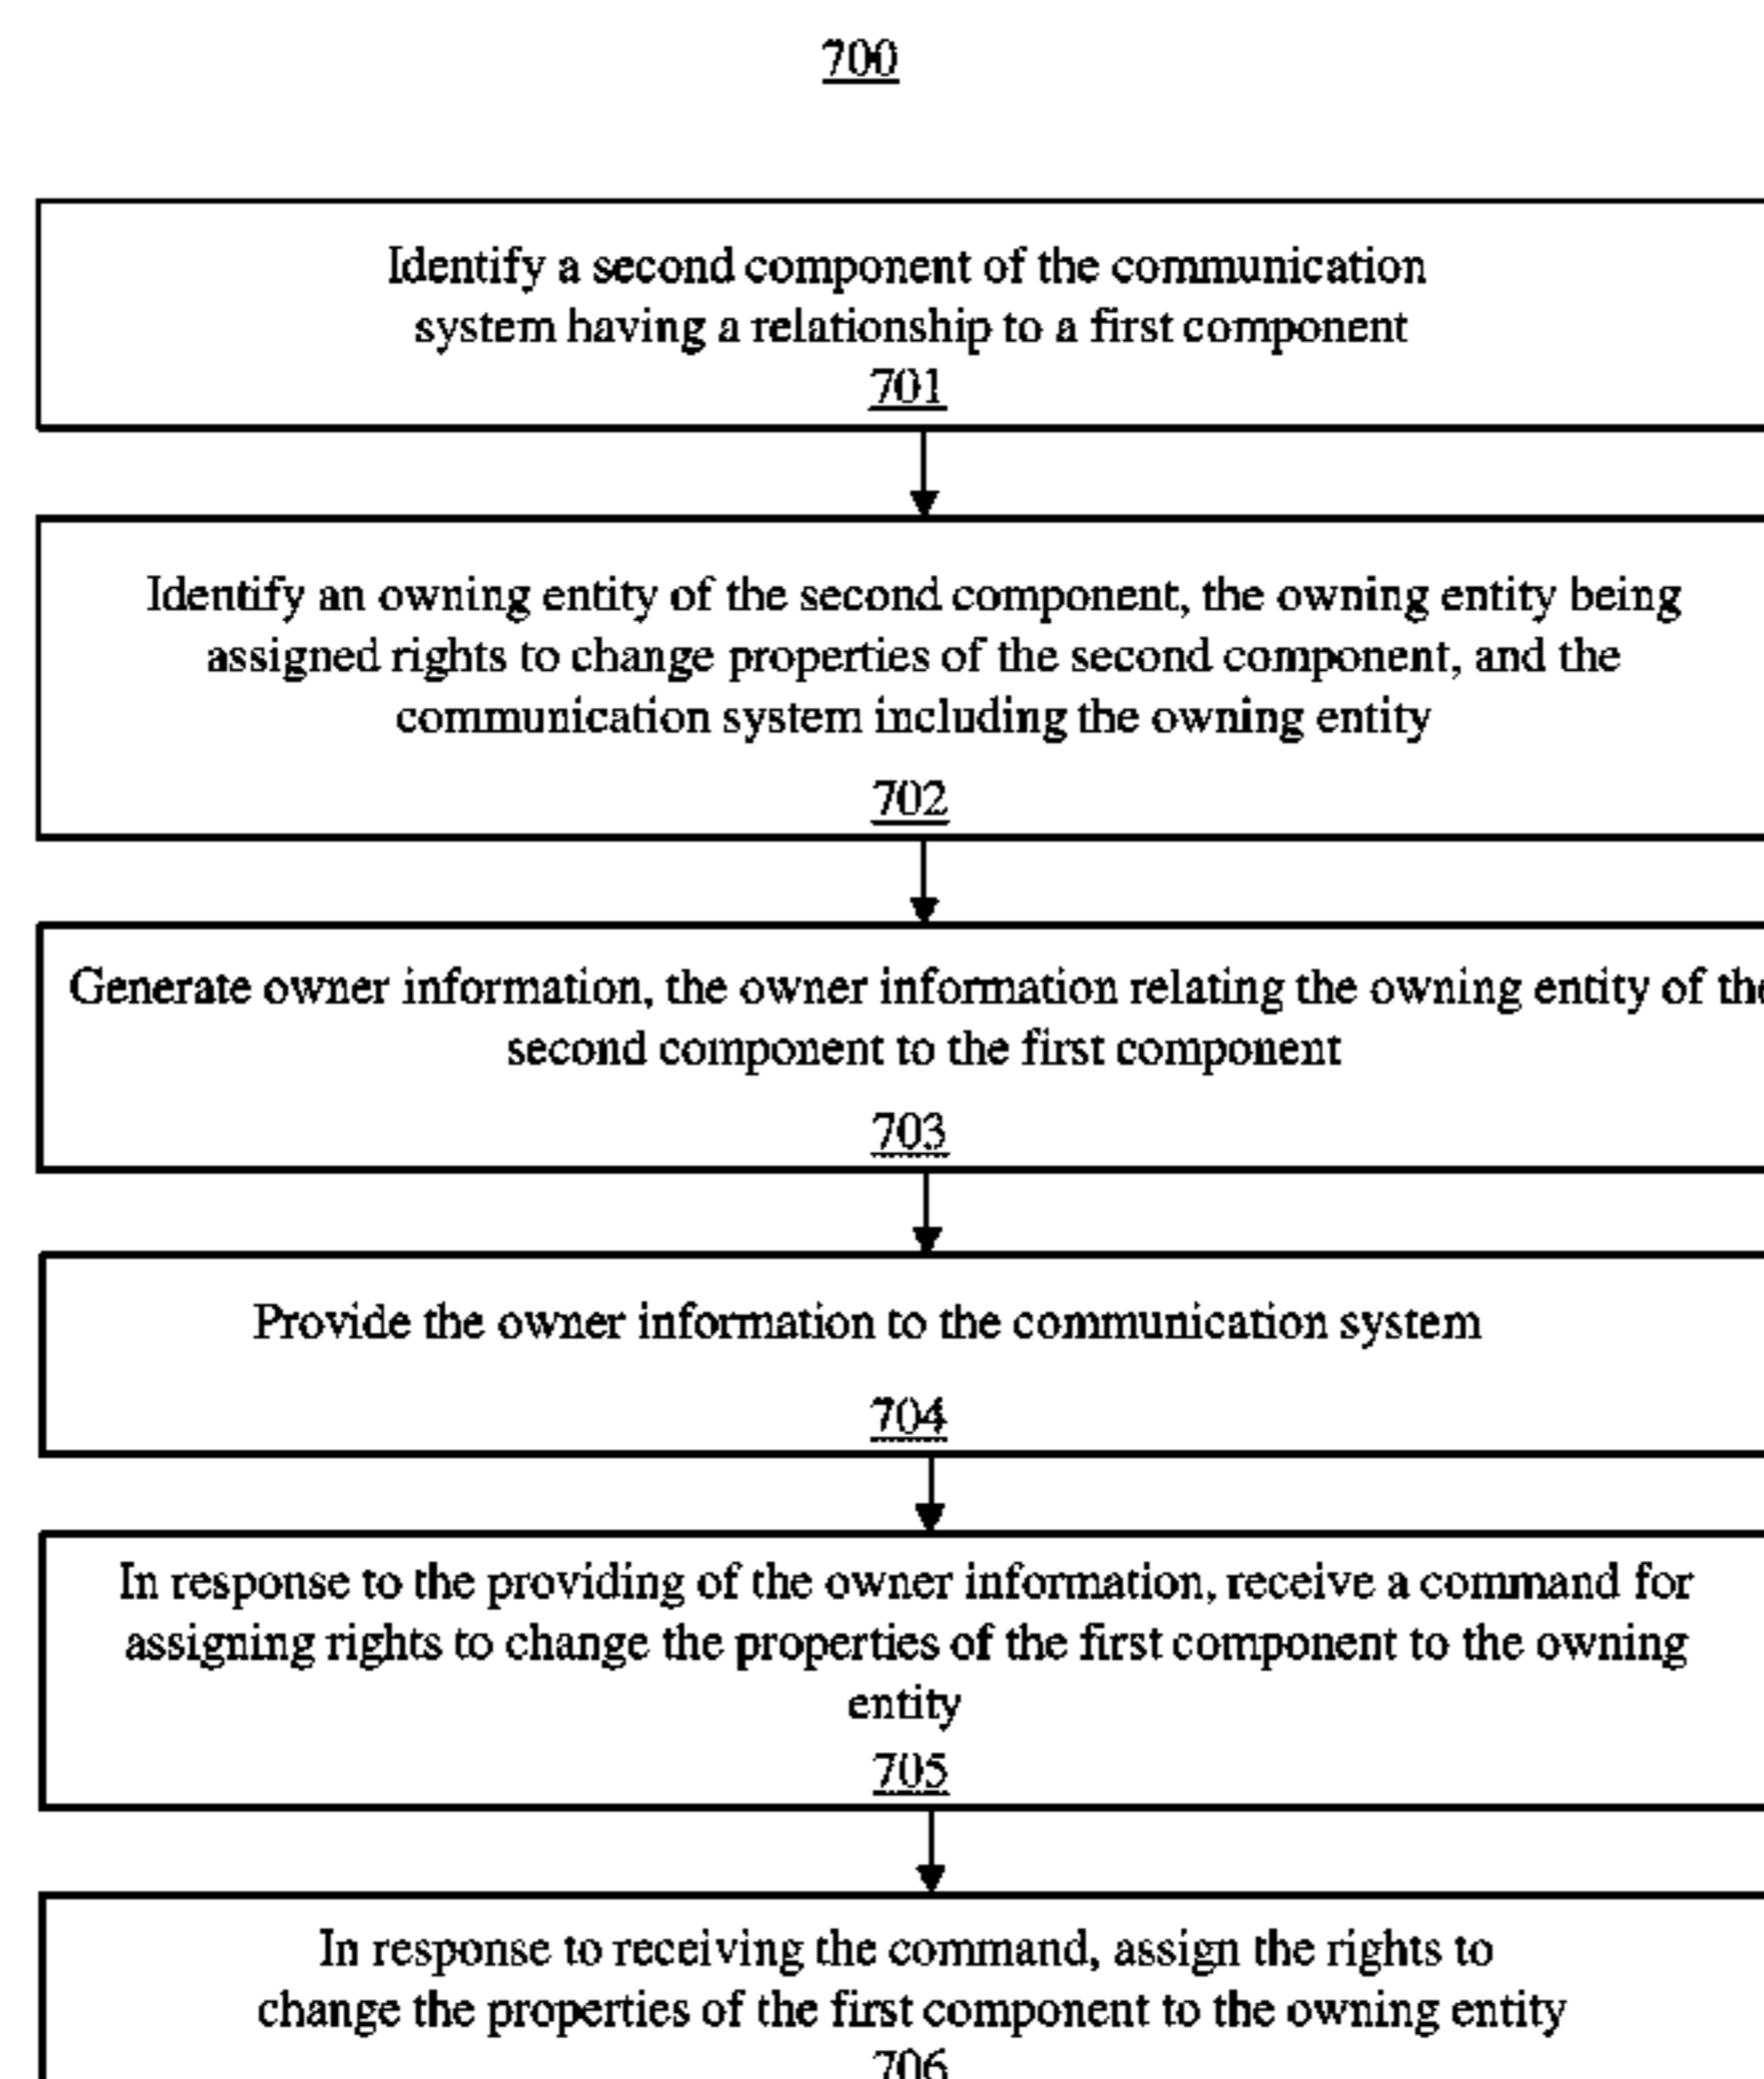 700
Identify a second component of the communication
system having a relationship to a first component
701
Identify an owning entity of the second component, the owning entity being
assigned rights to change properties of the second component, and the
communication system including the owning entity
702
Generate owner information, the owner information relating the owning entity of the
second component to the first component
703
Provide the owner information to the communication system
704
In response to the providing of the owner information, receive a command for
assigning rights to change the properties of the first component to the owning
entity
705
In response to receiving the command, assign the rights to
change the properties of the first component to the owning entity
706